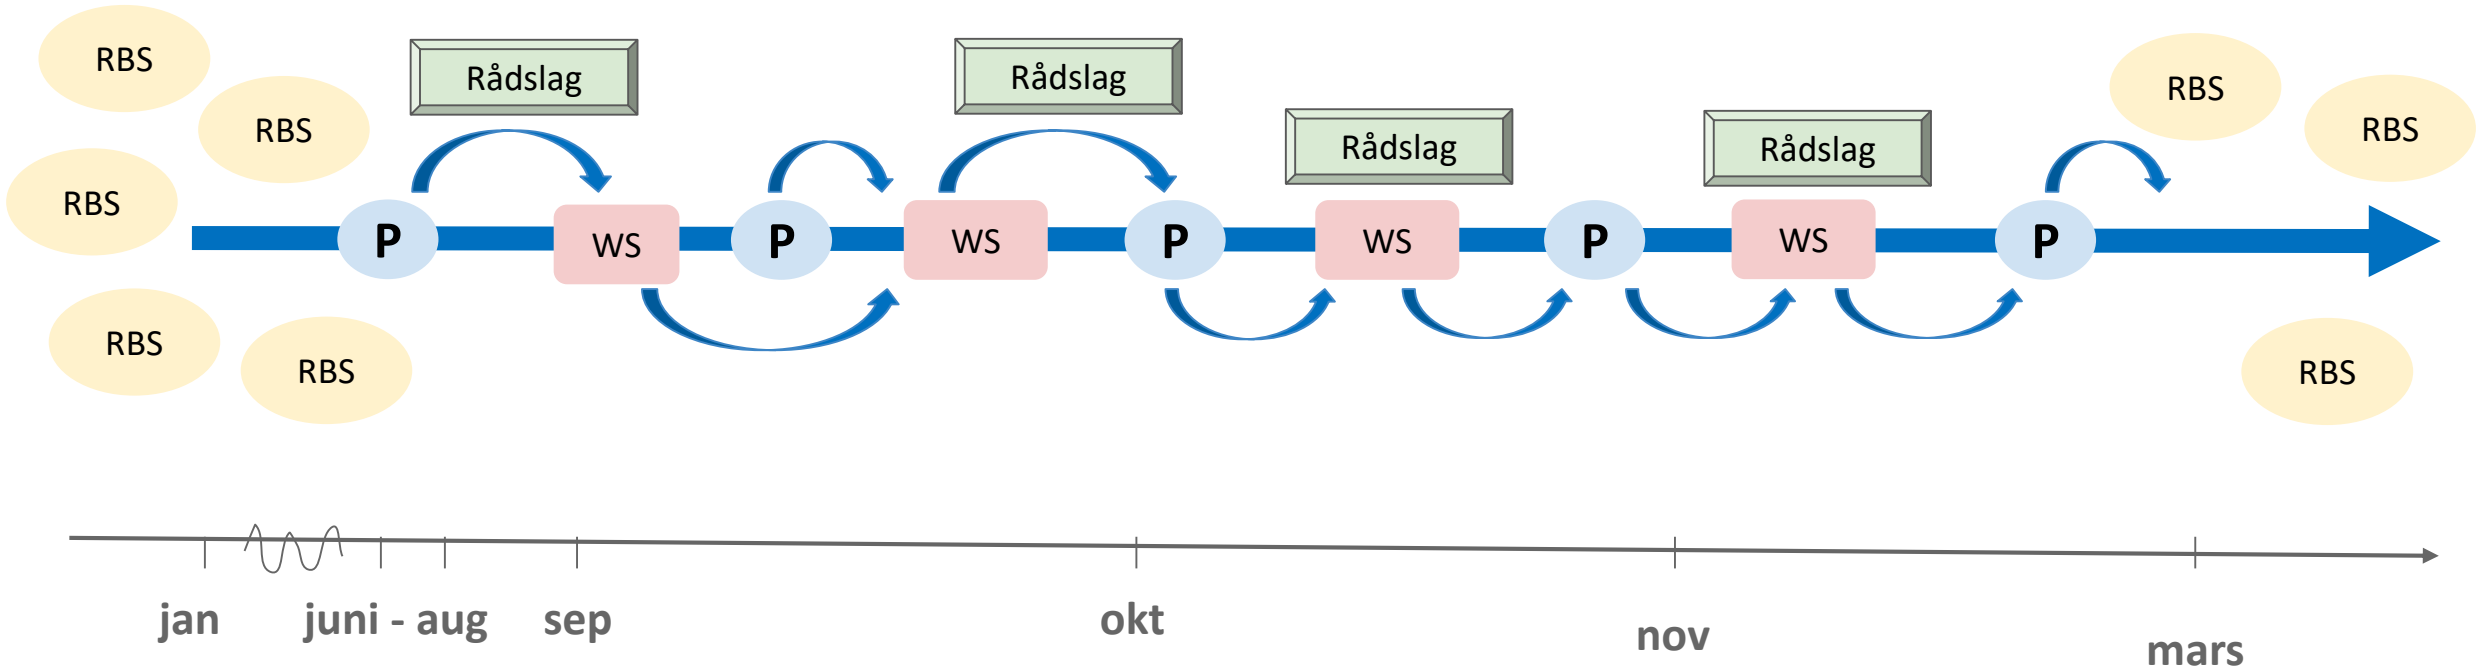 RBS
RBS
RBS
RBS
RBS
Rådslag
Rådslag
Rådslag
Rådslag
RBS
RBS
RBS
P
WS
P
WS
P
WS
P
WS
P
jan
juni - aug
sep
okt
nov
mars